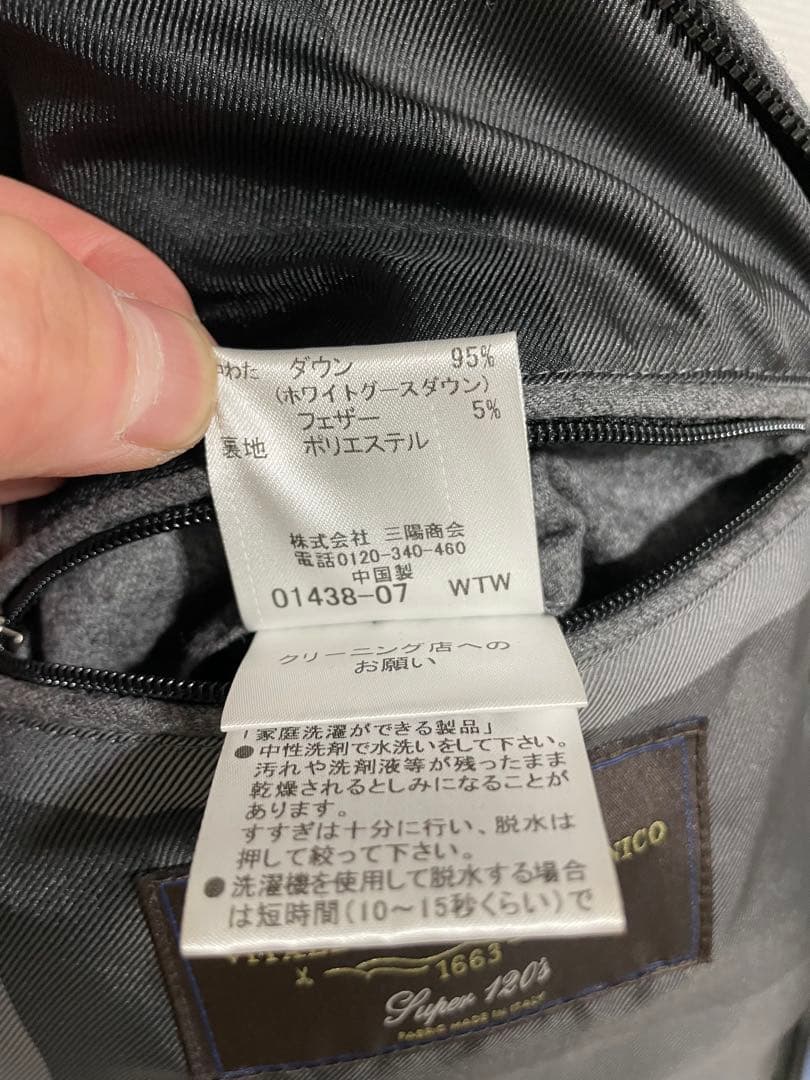 わた ダウン 95%
(ホワイトグースダウン)
フェザー 5%
裏地 ポリエステル
株式会社 三陽商会
電話0120-340-460
中国製
01438-07 WTW
クリーニング店への
お願い
「家庭洗濯ができる製品」
●中性洗剤で水洗いをして下さい。
汚れや洗剤液等が残ったまま
乾燥されるとしみになることが
あります。
すすぎは十分に行い、脱水は
押して絞って下さい。
●洗濯機を使用して脱水する場合
は短時間(10〜15秒くらい)で
1663
Super 120's
FABRIC MADE IN ITALY